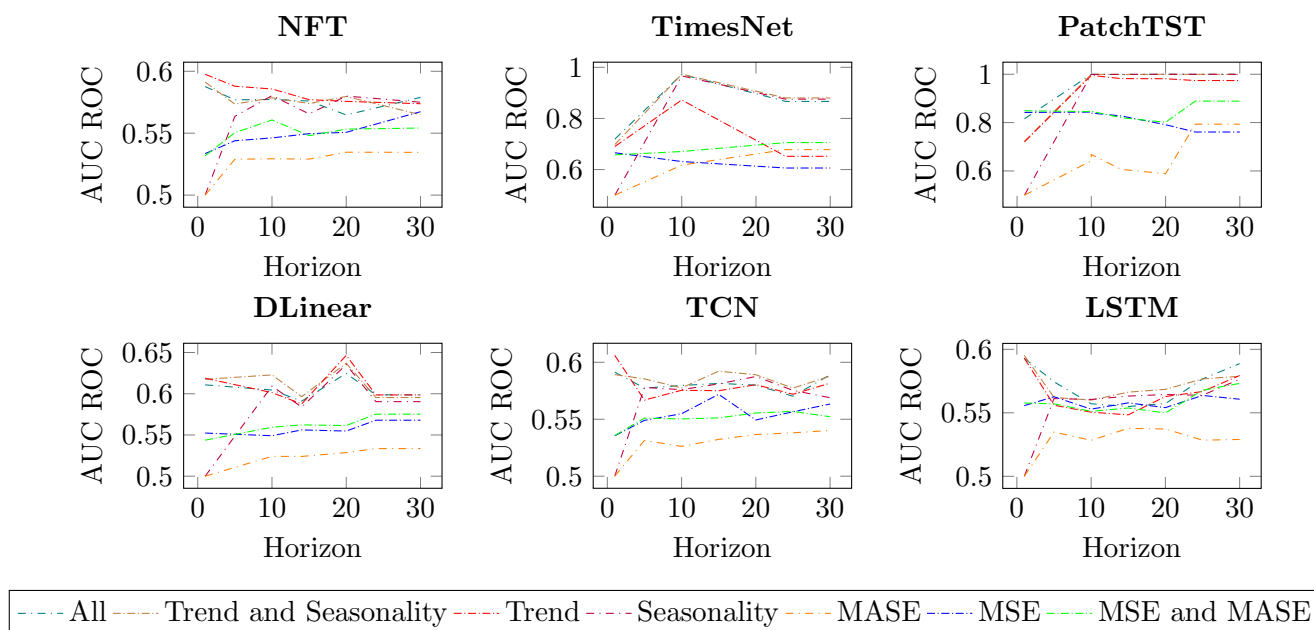 NFT
TimesNet
PatchTST
AUC ROC
0.6
0.55
0.5
0 10 20 30
Horizon
AUC ROC
1
0.8
0.6
0 10 20 30
Horizon
AUC ROC
1
0.8
0.6
0 10 20 30
Horizon
DLinear
TCN
LSTM
AUC ROC
0.65
0.6
0.55
0.5
0 10 20 30
Horizon
AUC ROC
0.6
0.55
0.5
0 10 20 30
Horizon
AUC ROC
0.6
0.55
0.5
0 10 20 30
Horizon
All Trend and Seasonality Trend Seasonality MASE MSE MSE and MASE